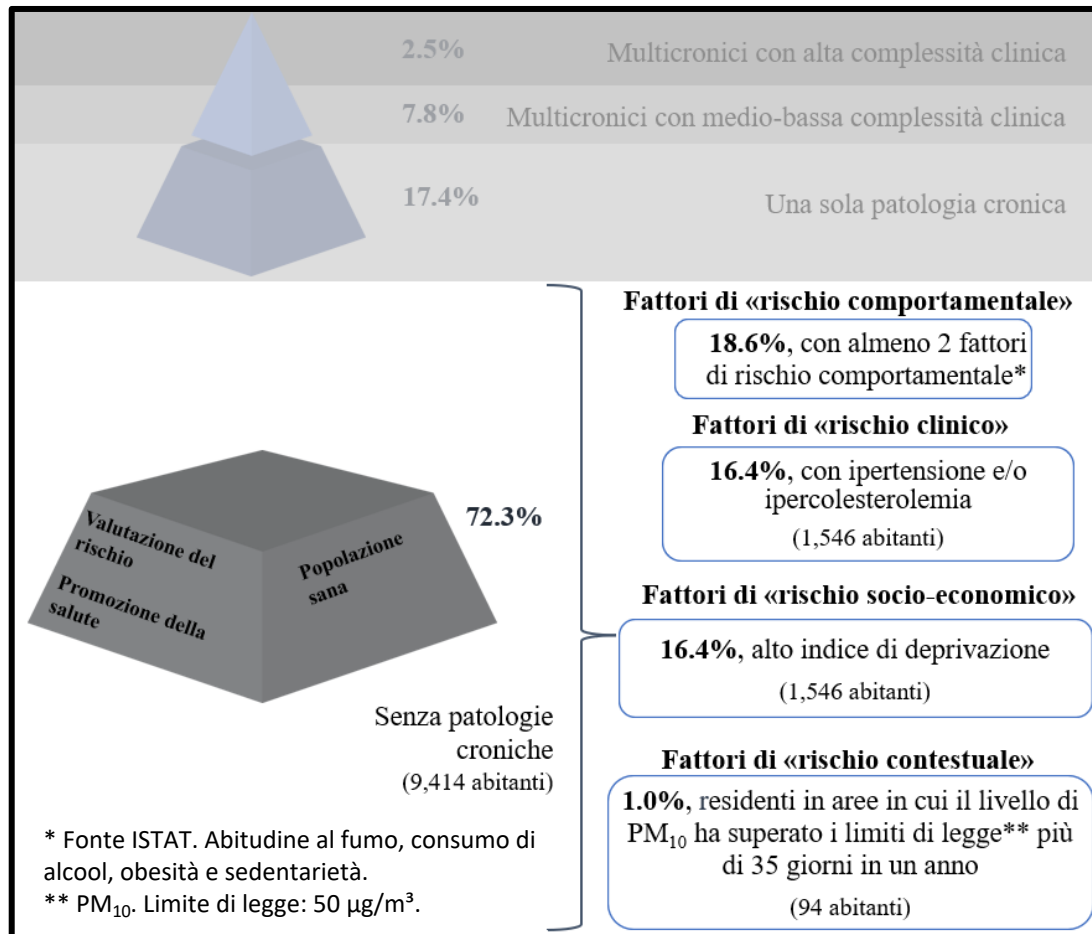 2.5%
Multicronici con alta complessità clinica
7.8%
Multicronici con medio-bassa complessità clinica
17.4%
Una sola patologia cronica
Fattori di «rischio comportamentale»
18.6%, con almeno 2 fattori
di rischio comportamentale*
Fattori di «rischio clinico»
16.4%, con ipertensione e/o
ipercolesterolemia
(1,546 abitanti)
72.3%
Valutazione del
rischio
Promozione della
salute
Popolazione
sana
Senza patologie
croniche
(9,414 abitanti)
Fattori di «rischio socio-economico»
16.4%, alto indice di deprivazione
(1,546 abitanti)
Fattori di «rischio contestuale»
1.0%, residenti in aree in cui il livello di
PM₁₀ ha superato i limiti di legge** più
di 35 giorni in un anno
(94 abitanti)
* Fonte ISTAT. Abitudine al fumo, consumo di
alcool, obesità e sedentarietà.
** PM₁₀. Limite di legge: 50 µg/m³.